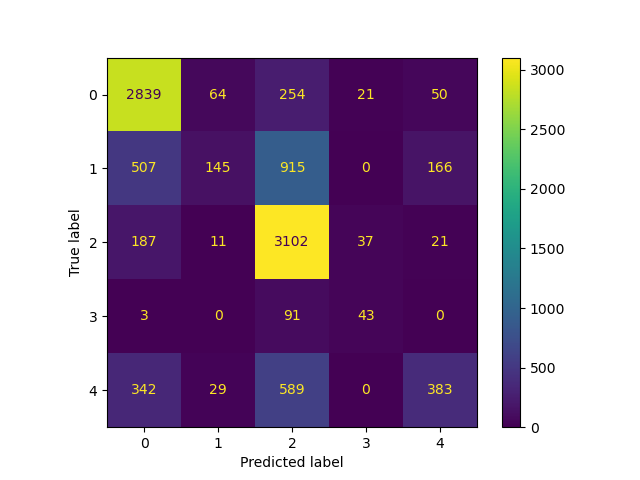 0 2839 64 254 21 50
1 507 145 915 0 166
2 187 11 3102 37 21
3 3 0 91 43 0
4 342 29 589 0 383
0 1 2 3 4
Predicted label
True label
3000
2500
2000
1500
1000
500
0